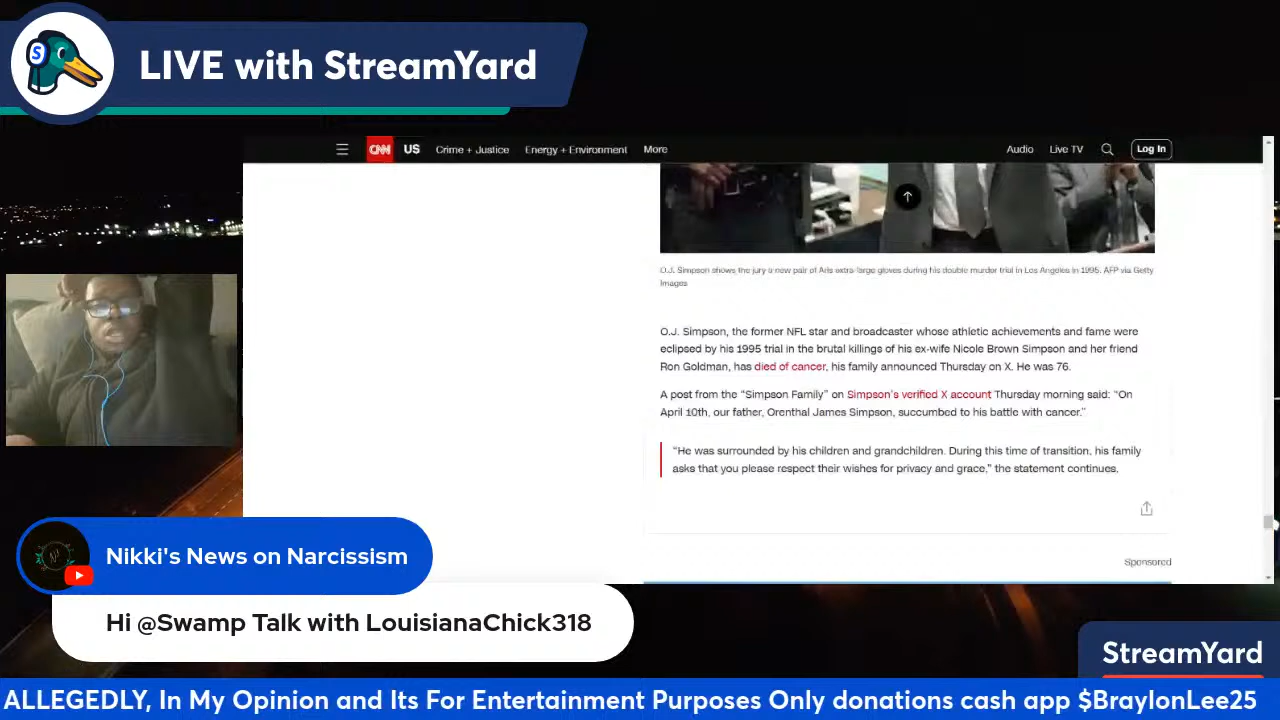 LIVE with StreamYard
CNN US Crime + Justice Energy + Environment More Audio Live TV Log In
O.J. Simpson shows the jury a new pair of Aris extra-large gloves during his double murder trial in Los Angeles in 1995. AFP via Getty
Images
O.J. Simpson, the former NFL star and broadcaster whose athletic achievements and fame were
eclipsed by his 1995 trial in the brutal killings of his ex-wife Nicole Brown Simpson and her friend
Ron Goldman, has died of cancer, his family announced Thursday on X. He was 76.
A post from the “Simpson Family” on Simpson’s verified X account Thursday morning said: “On
April 10th, our father, Orenthal James Simpson, succumbed to his battle with cancer.”
“He was surrounded by his children and grandchildren. During this time of transition, his family
asks that you please respect their wishes for privacy and grace,” the statement continues.
Sponsored
Nikki's News on Narcissism
Hi @Swamp Talk with LouisianaChick318
StreamYard
ALLEGEDLY, In My Opinion and Its For Entertainment Purposes Only donations cash app $BraylonLee25